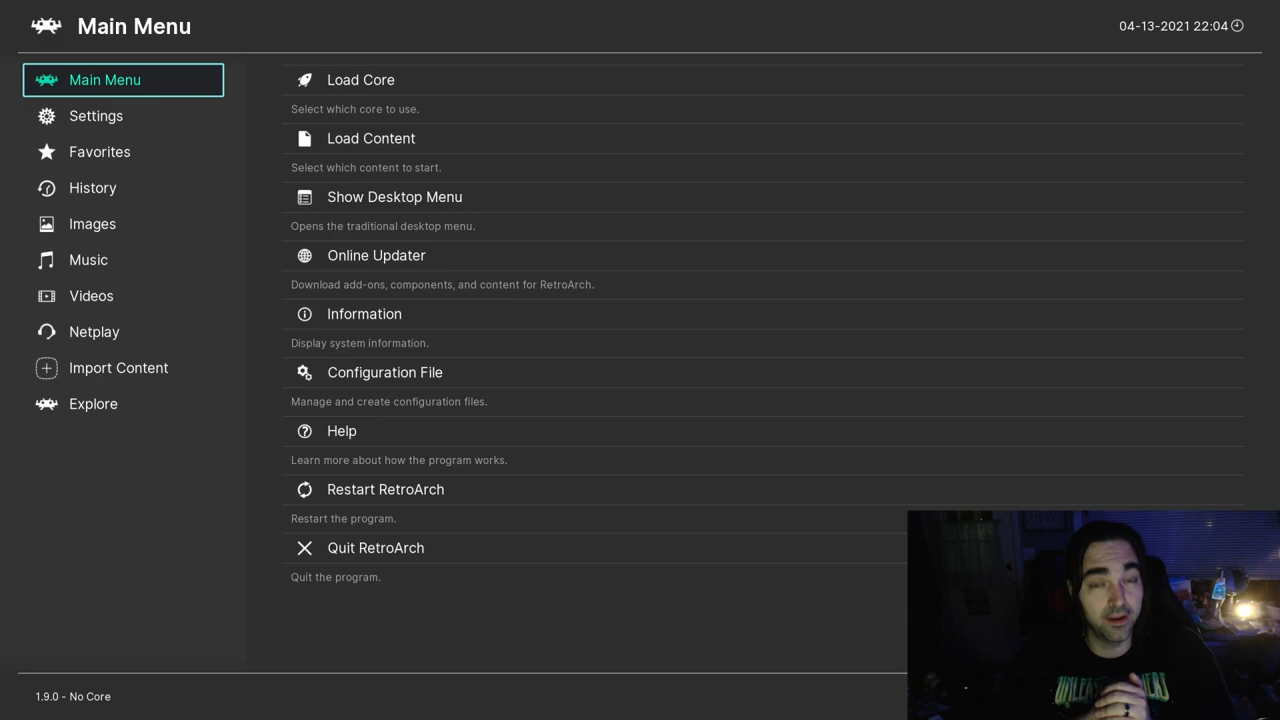 Main Menu
04-13-2021 22:04
Main Menu
Settings
Favorites
History
Images
Music
Videos
Netplay
Import Content
Explore
Load Core
Select which core to use.
Load Content
Select which content to start.
Show Desktop Menu
Opens the traditional desktop menu.
Online Updater
Download add-ons, components, and content for RetroArch.
Information
Display system information.
Configuration File
Manage and create configuration files.
Help
Learn more about how the program works.
Restart RetroArch
Restart the program.
Quit RetroArch
Quit the program.
1.9.0 - No Core